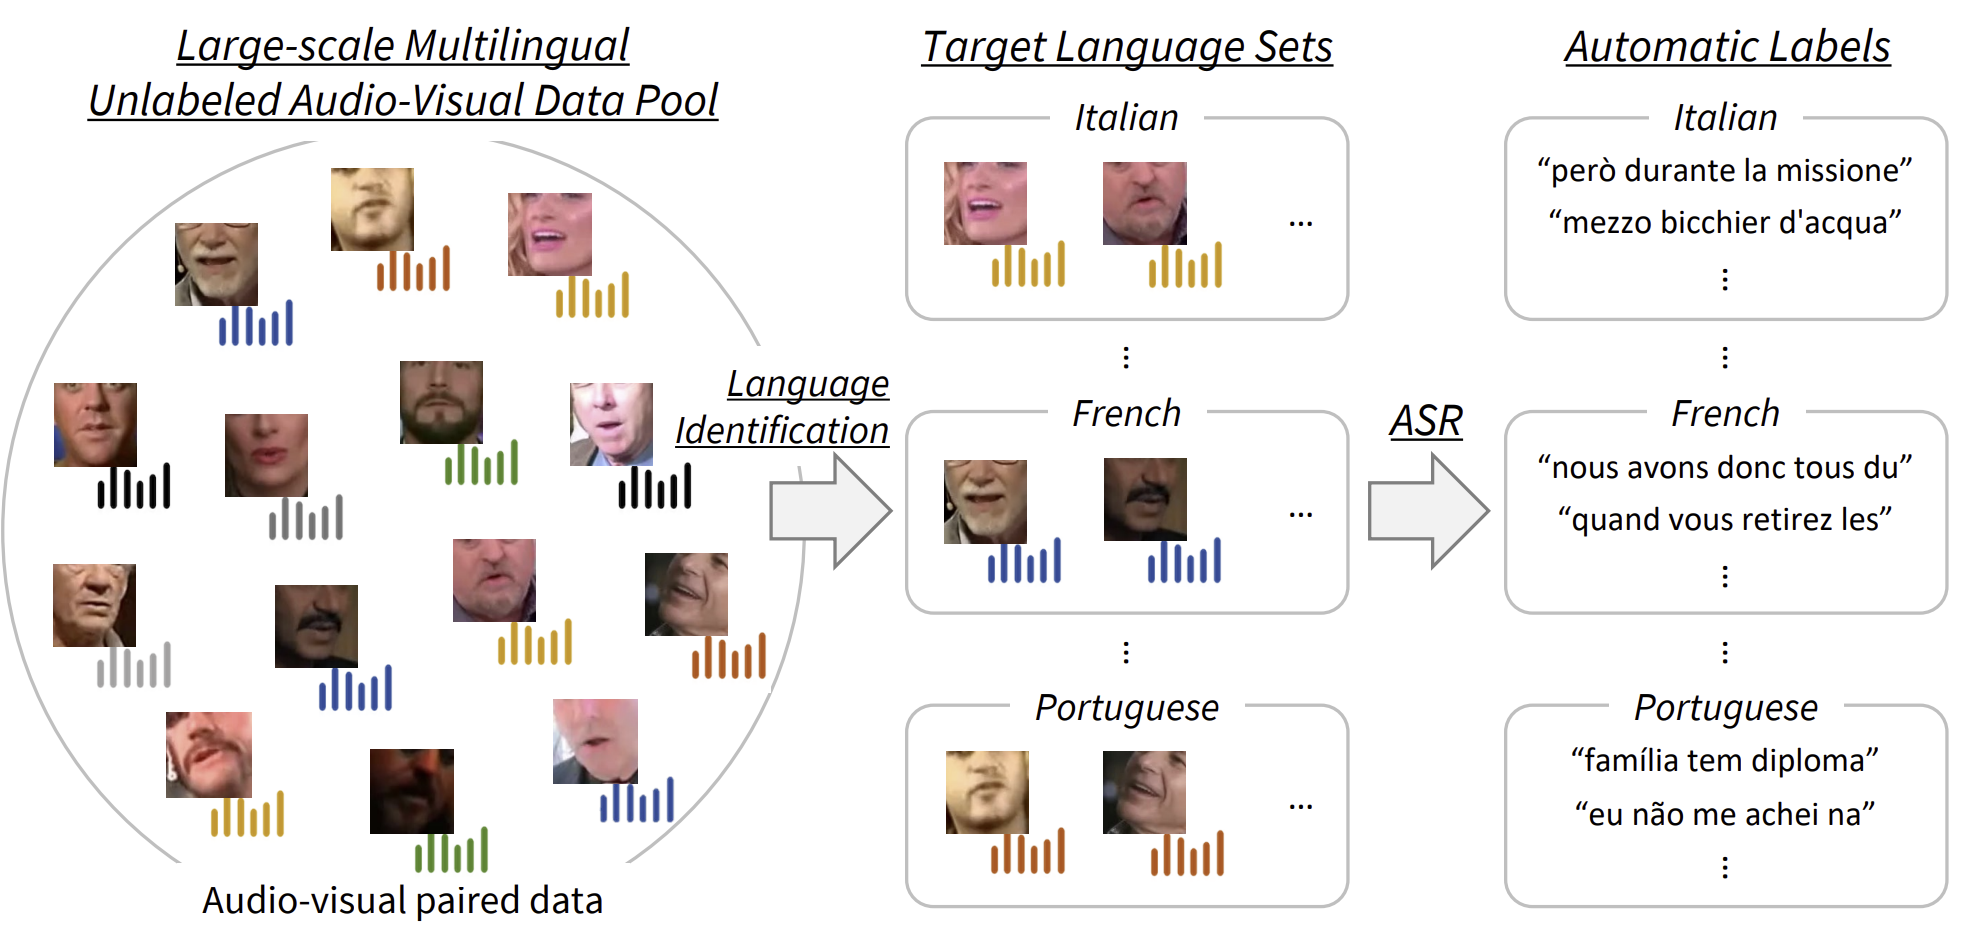 Large-scale Multilingual
Unlabeled Audio-Visual Data Pool
Audio-visual paired data
Language
Identification
Target Language Sets
Italian
...
⋮
French
...
⋮
Portuguese
...
ASR
Automatic Labels
Italian
“però durante la missione”
“mezzo bicchier d'acqua”
⋮
⋮
French
“nous avons donc tous du”
“quand vous retirez les”
⋮
⋮
Portuguese
“família tem diploma”
“eu não me achei na”
⋮